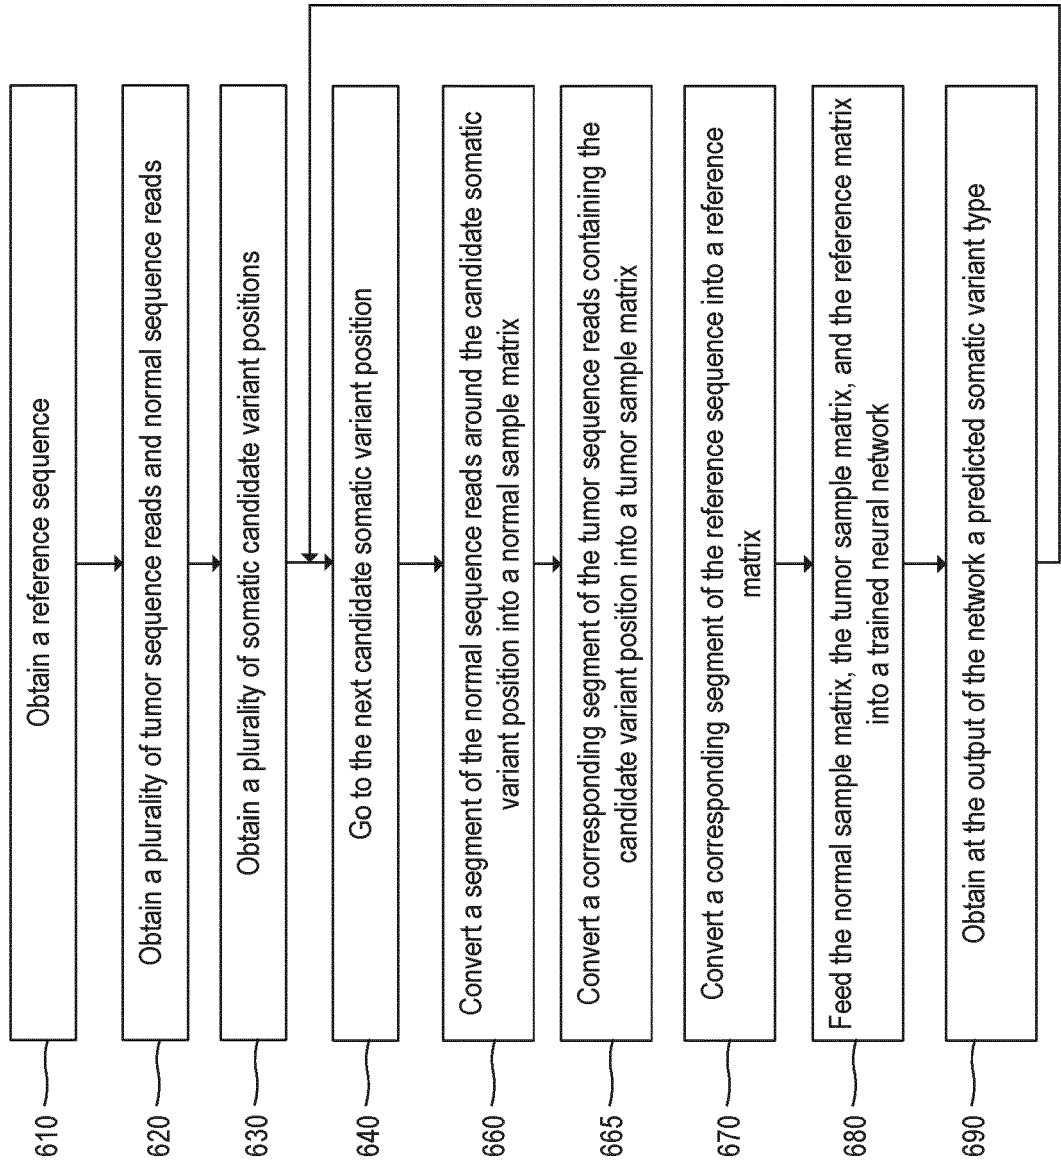 610
Obtain a reference sequence
620
Obtain a plurality of tumor sequence reads and normal sequence reads
630
Obtain a plurality of somatic candidate variant positions
640
Go to the next candidate somatic variant position
660
Convert a segment of the normal sequence reads around the candidate somatic
variant position into a normal sample matrix
665
Convert a corresponding segment of the tumor sequence reads containing the
candidate variant position into a tumor sample matrix
670
Convert a corresponding segment of the reference sequence into a reference
matrix
680
Feed the normal sample matrix, the tumor sample matrix, and the reference matrix
into a trained neural network
690
Obtain at the output of the network a predicted somatic variant type